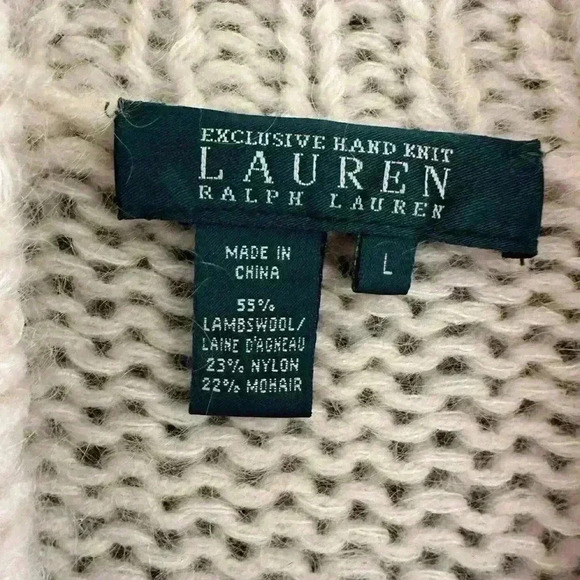 EXCLUSIVE HAND KNIT
LAUREN
RALPH LAUREN
MADE IN
CHINA
55%
LAMBSWOOL/
LAINE D'AGNEAU
23% NYLON
22% MOHAIR
L